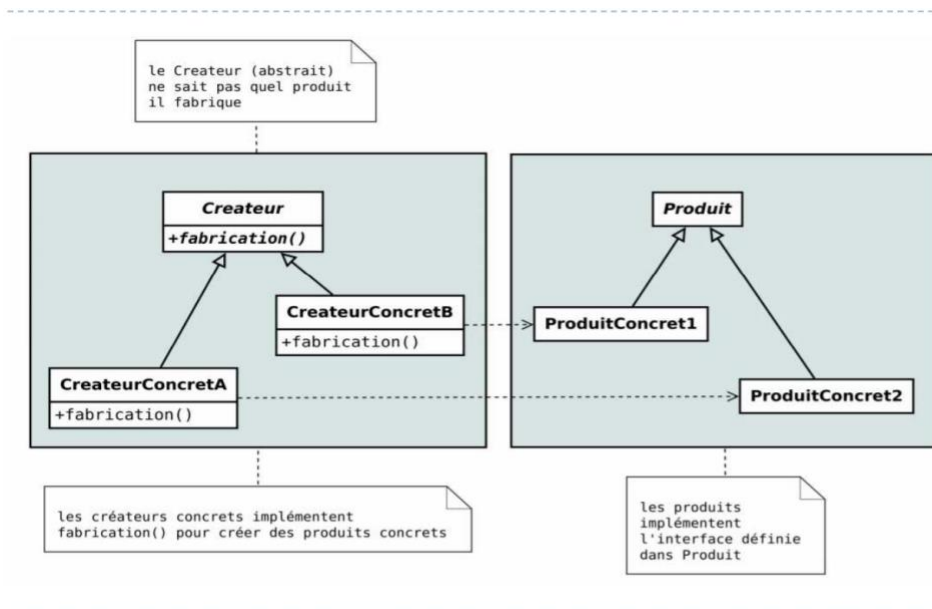 le Createur (abstrait)
ne sait pas quel produit
il fabrique
Createur
+fabrication()
CreateurConcretB
+fabrication()
CreateurConcretA
+fabrication()
Produit
ProduitConcret1
ProduitConcret2
les créateurs concrets implémentent
fabrication() pour créer des produits concrets
les produits
implémentent
l'interface définie
dans Produit